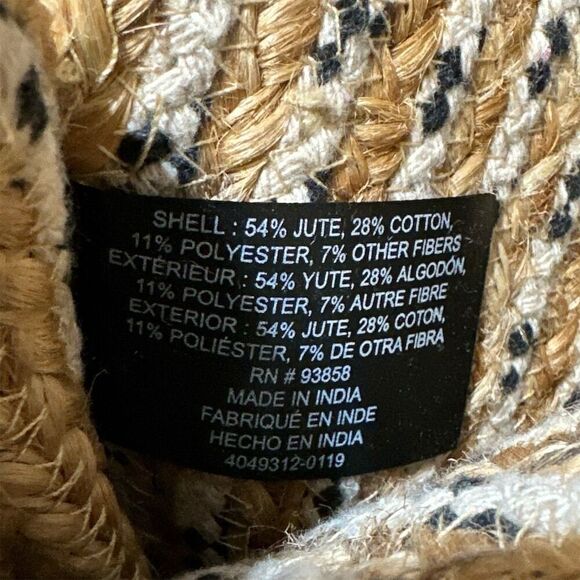 SHELL : 54% JUTE, 28% COTTON,
11% POLYESTER, 7% OTHER FIBERS
EXTÉRIEUR : 54% YUTE, 28% ALGODÓN,
11% POLYESTER, 7% AUTRE FIBRE
EXTERIOR : 54% JUTE, 28% COTON,
11% POLIÉSTER, 7% DE OTRA FIBRA
RN # 93858
MADE IN INDIA
FABRIQUÉ EN INDE
HECHO EN INDIA
4049312-0119